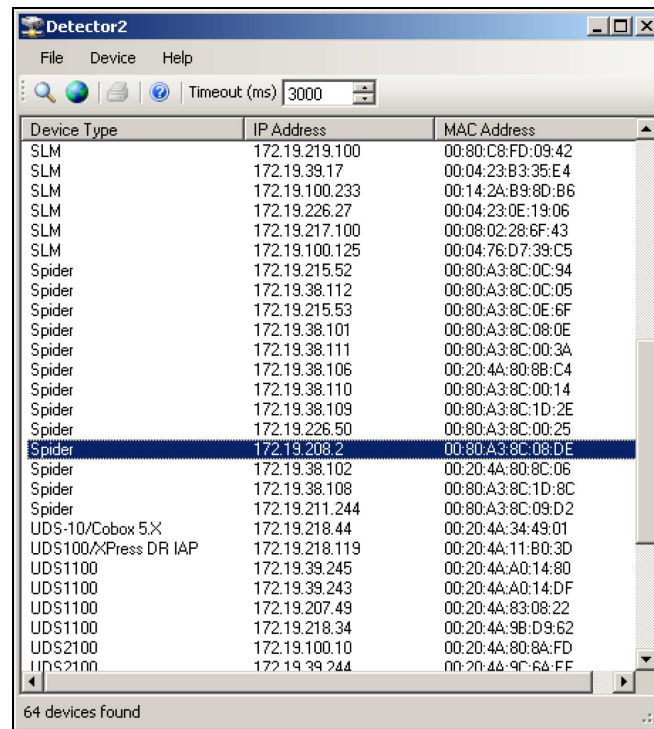 Detector2
File Device Help
Timeout (ms) 3000
Device Type IP Address MAC Address
SLM 172.19.219.100 00:80:C8:FD:09:42
SLM 172.19.39.17 00:04:23:B3:35:E4
SLM 172.19.100.233 00:14:2A:B9:8D:B6
SLM 172.19.226.27 00:04:23:0E:19:06
SLM 172.19.217.100 00:08:02:28:6F:43
SLM 172.19.100.125 00:04:76:D7:39:C5
Spider 172.19.215.52 00:80:A3:8C:0C:94
Spider 172.19.38.112 00:80:A3:8C:0C:05
Spider 172.19.215.53 00:80:A3:8C:0E:6F
Spider 172.19.38.101 00:80:A3:8C:08:0E
Spider 172.19.38.111 00:80:A3:8C:00:3A
Spider 172.19.38.106 00:20:4A:80:8B:C4
Spider 172.19.38.110 00:80:A3:8C:00:14
Spider 172.19.38.109 00:80:A3:8C:1D:2E
Spider 172.19.226.50 00:80:A3:8C:00:25
Spider 172.19.208.2 00:80:A3:8C:08:DE
Spider 172.19.38.102 00:20:4A:80:8C:06
Spider 172.19.38.108 00:80:A3:8C:1D:8C
Spider 172.19.211.244 00:80:A3:8C:09:D2
UDS-10/Cobox 5.X 172.19.218.44 00:20:4A:34:49:01
UDS100/XPress DR IAP 172.19.218.119 00:20:4A:11:B0:3D
UDS1100 172.19.39.245 00:20:4A:A0:14:80
UDS1100 172.19.39.243 00:20:4A:A0:14:DF
UDS1100 172.19.207.49 00:20:4A:83:08:22
UDS1100 172.19.218.34 00:20:4A:9B:D9:62
UDS2100 172.19.100.10 00:20:4A:80:8A:FD
UDS2100 172.19.39.244
64 devices found